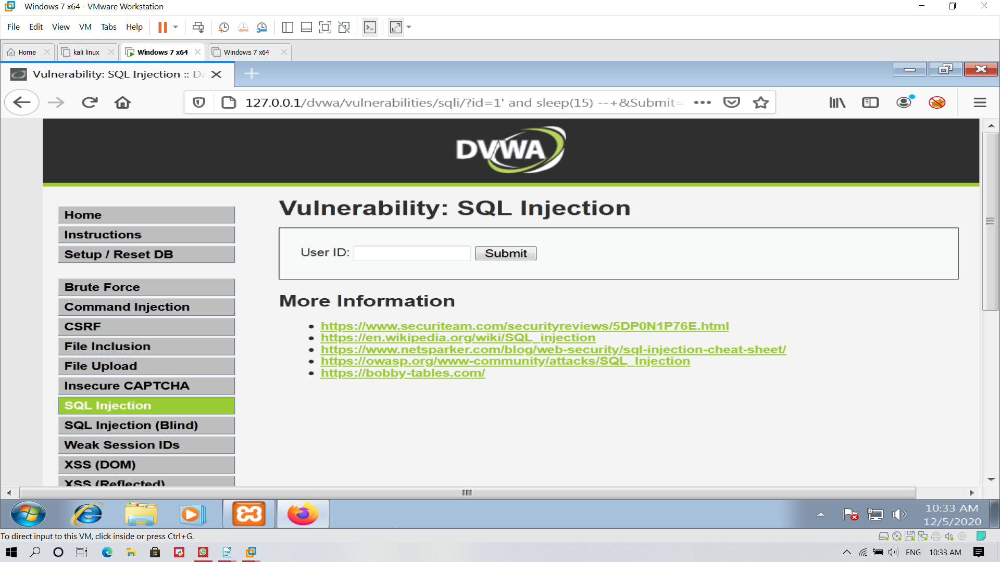 Windows 7 x64 - VMware Workstation
File Edit View VM Tabs Help
Home kali linux Windows 7 x64 Windows 7 x64
Vulnerability: SQL Injection :: Da
127.0.0.1/dvwa/vulnerabilities/sqli/?id=1' and sleep(15) --+&Submit=
DVWA
Home
Instructions
Setup / Reset DB
Brute Force
Command Injection
CSRF
File Inclusion
File Upload
Insecure CAPTCHA
SQL Injection
SQL Injection (Blind)
Weak Session IDs
XSS (DOM)
XSS (Reflected)
Vulnerability: SQL Injection
User ID: Submit
More Information
https://www.securiteam.com/securityreviews/5DP0N1P76E.html
https://en.wikipedia.org/wiki/SQL_injection
https://www.netsparker.com/blog/web-security/sql-injection-cheat-sheet/
https://owasp.org/www-community/attacks/SQL_Injection
https://bobby-tables.com/
10:33 AM
12/5/2020
To direct input to this VM, click inside or press Ctrl+G.
ENG 10:33 AM